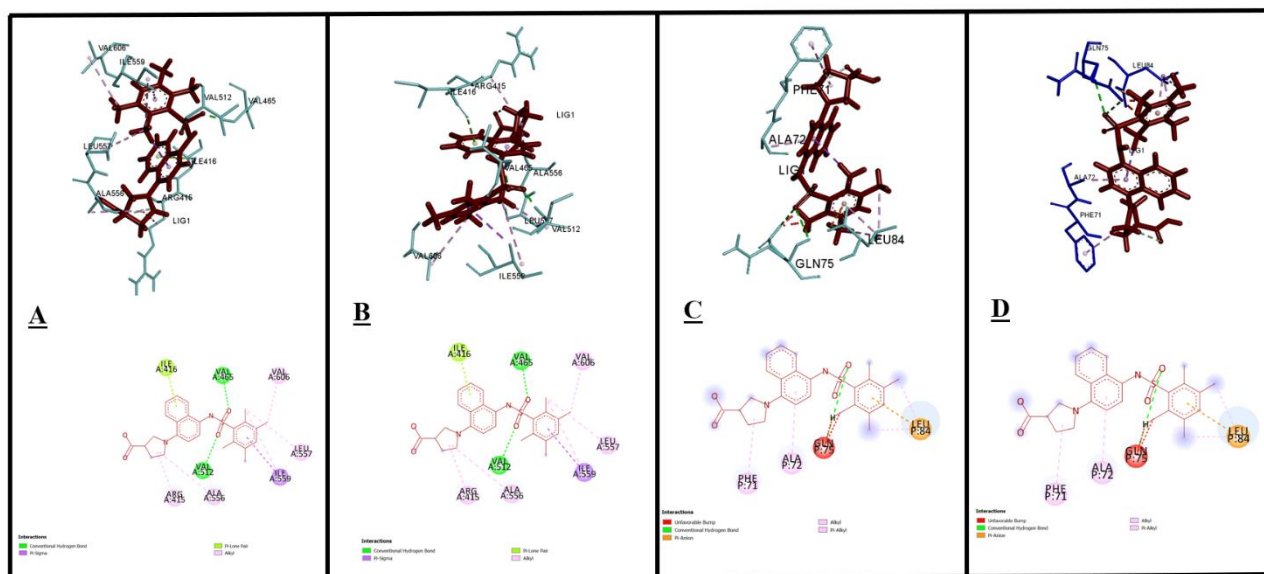 VAL606
ILE559
VAL512
VAL465
LEU557
ILE416
ALA556
ARG415
LIG1
A
ILE
A:416
VAL
A:465
VAL
A:606
O
O
NH
S
O
O
N
LEU
A:557
VAL
A:512
ILE
A:559
ARG
A:415
ALA
A:556
Interactions
Conventional Hydrogen Bond
Pi-Sigma
Pi-Lone Pair
Alkyl
ARG415
ILE416
LIG1
VAL465
ALA556
LEU557
VAL512
VAL606
ILE559
B
ILE
A:416
VAL
A:465
VAL
A:606
O
O
NH
S
O
O
N
LEU
A:557
VAL
A:512
ILE
A:559
ARG
A:415
ALA
A:556
Interactions
Conventional Hydrogen Bond
Pi-Sigma
Pi-Lone Pair
Alkyl
PHE71
ALA72
LEU84
GLN75
C
O
O
NH
S
O
O
N
H
LEU
P:84
GLN
P:75
ALA
P:72
PHE
P:71
Interactions
Unfavorable Bump
Conventional Hydrogen Bond
Pi-Anion
Alkyl
Pi-Alkyl
GLN75
LEU84
LIG1
ALA72
PHE71
D
O
O
NH
S
O
O
N
H
LEU
P:84
GLN
P:75
ALA
P:72
PHE
P:71
Interactions
Unfavorable Bump
Conventional Hydrogen Bond
Pi-Anion
Alkyl
Pi-Alkyl